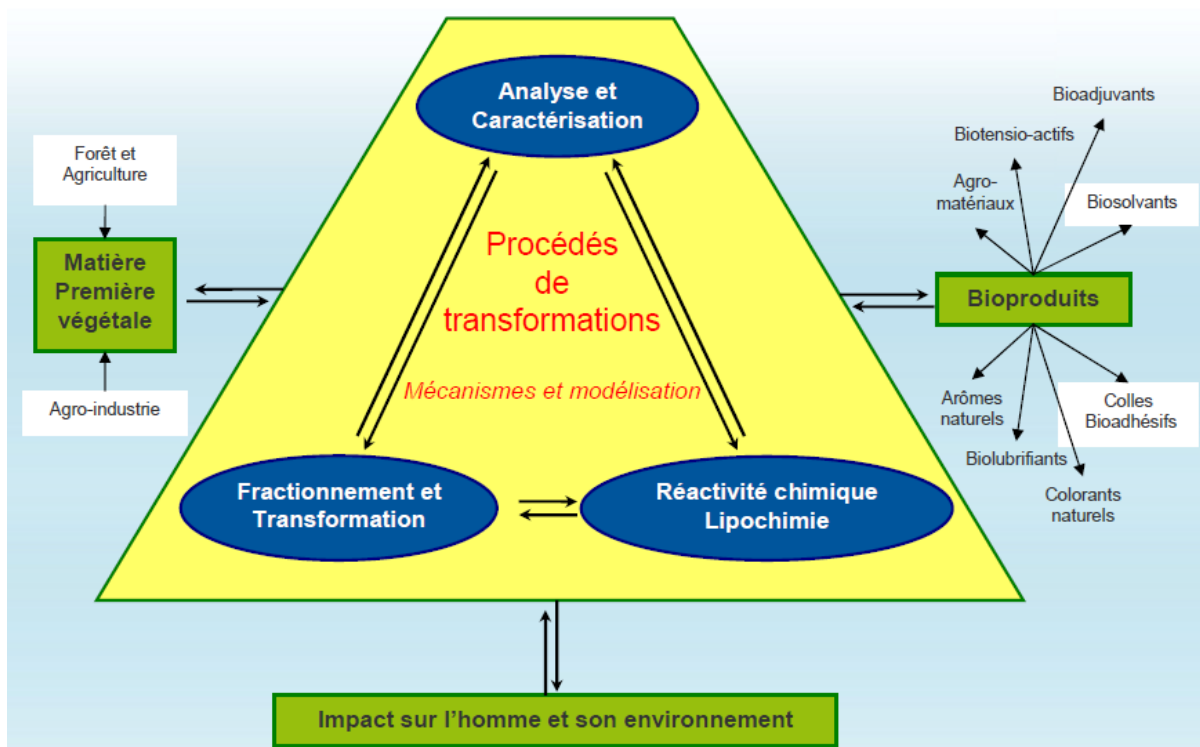 Analyse et
Caractérisation
Forêt et
Agriculture
Matière
Première
végétale
Agro-industrie
Procédés
de
transformations
Mécanismes et modélisation
Fractionnement et
Transformation
Réactivité chimique
Lipochimie
Bioadjuvants
Biotensio-actifs
Agro-
matériaux
Biosolvants
Bioproduits
Arômes
naturels
Colles
Bioadhésifs
Biolubrifiants
Colorants
naturels
Impact sur l’homme et son environnement